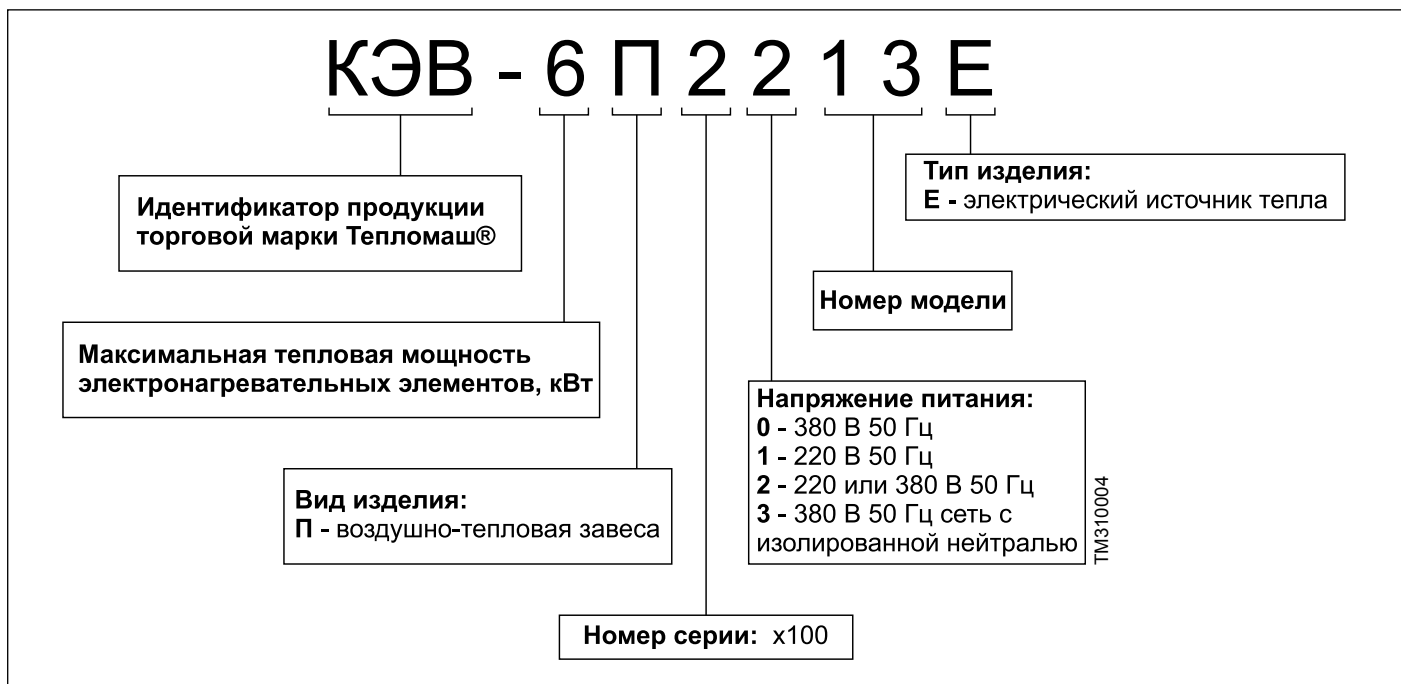 КЭВ - 6 П 2 2 1 3 Е
Тип изделия:
Е - электрический источник тепла
Идентификатор продукции
торговой марки Тепломаш®
Номер модели
Максимальная тепловая мощность
электронагревательных элементов, кВт
Напряжение питания:
0 - 380 В 50 Гц
1 - 220 В 50 Гц
2 - 220 или 380 В 50 Гц
3 - 380 В 50 Гц сеть с
изолированной нейтралью
Вид изделия:
П - воздушно-тепловая завеса
TM310004
Номер серии: х100